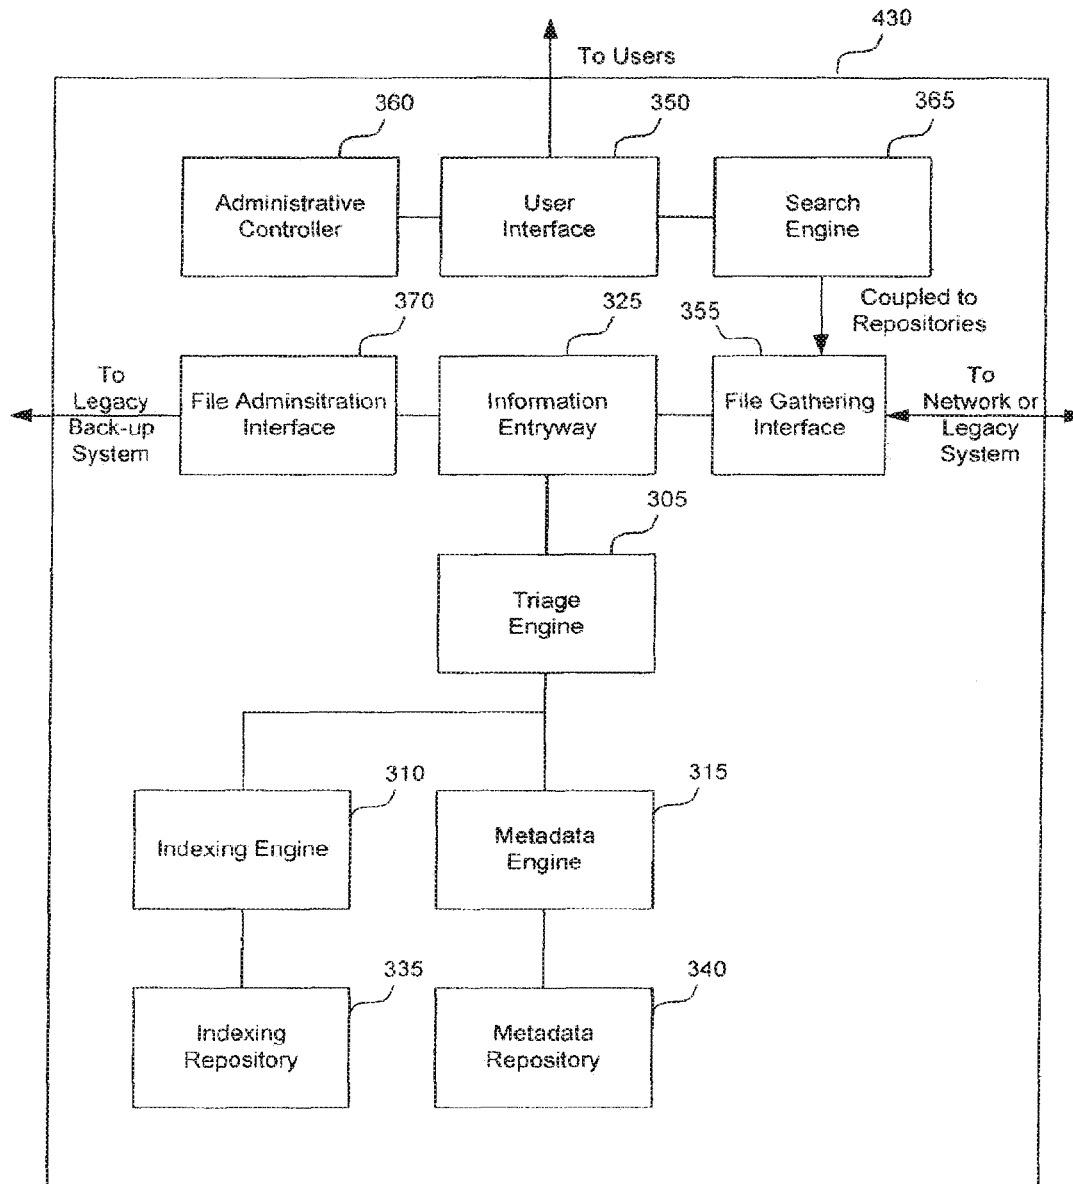 430
To Users
360
350
365
Administrative
Controller
User
Interface
Search
Engine
Coupled to
Repositories
370
325
355
To
Legacy
Back-up
System
File Adminsitration
Interface
Information
Entryway
File Gathering
Interface
To
Network or
Legacy
System
305
Triage
Engine
310
315
Indexing Engine
Metadata
Engine
335
340
Indexing
Repository
Metadata
Repository